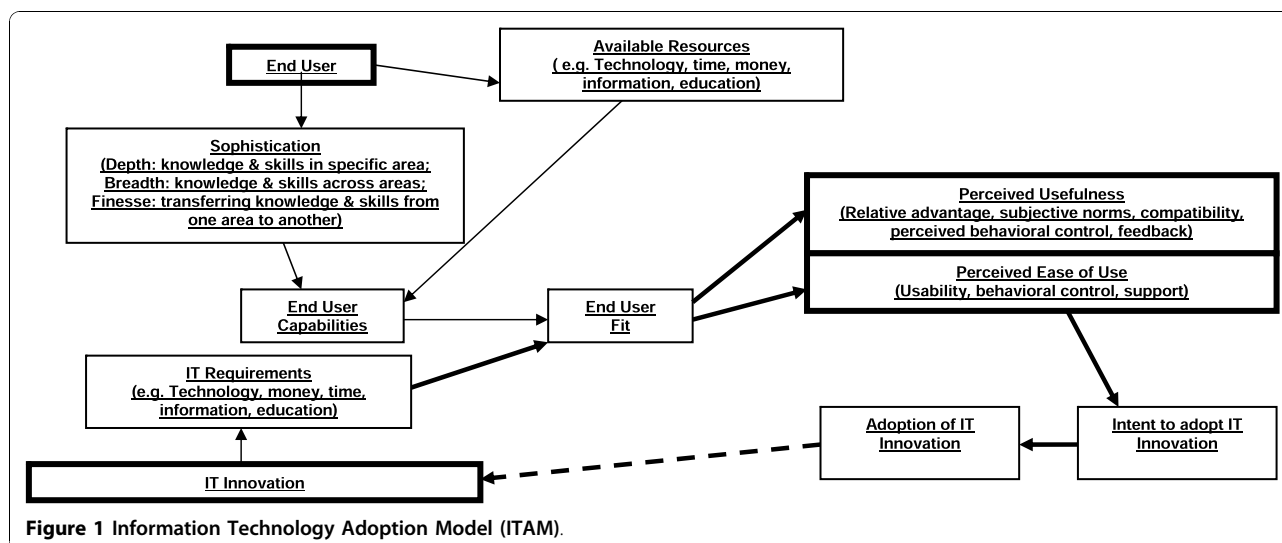 End User
Available Resources
( e.g. Technology, time, money,
information, education)
Sophistication
(Depth: knowledge & skills in specific area;
Breadth: knowledge & skills across areas;
Finesse: transferring knowledge & skills from
one area to another)
Perceived Usefulness
(Relative advantage, subjective norms, compatibility,
perceived behavioral control, feedback)
Perceived Ease of Use
(Usability, behavioral control, support)
End User
Capabilities
End User
Fit
IT Requirements
(e.g. Technology, money, time,
information, education)
Adoption of IT
Innovation
Intent to adopt IT
Innovation
IT Innovation
Figure 1 Information Technology Adoption Model (ITAM).